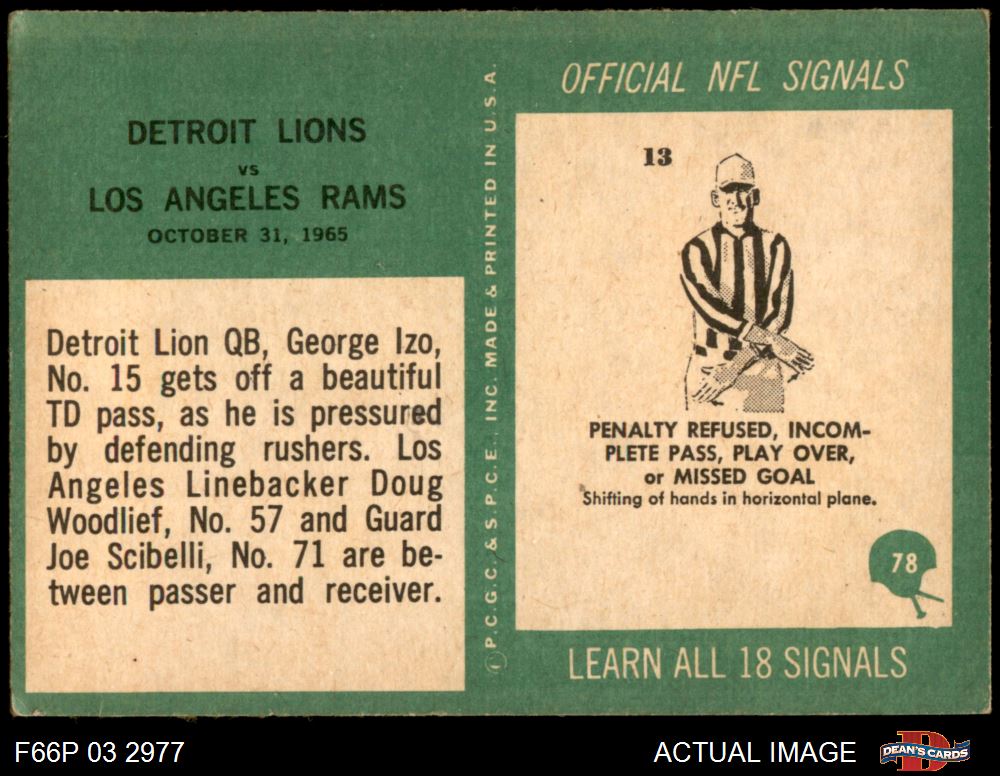 DETROIT LIONS
VS
LOS ANGELES RAMS
OCTOBER 31, 1965
Detroit Lion QB, George Izo,
No. 15 gets off a beautiful
TD pass, as he is pressured
by defending rushers. Los
Angeles Linebacker Doug
Woodlief, No. 57 and Guard
Joe Scibelli, No. 71 are be-
tween passer and receiver.
© P.C.G.C. & S.P.C.E., INC. MADE & PRINTED IN U.S.A.
OFFICIAL NFL SIGNALS
13
PENALTY REFUSED, INCOM-
PLETE PASS, PLAY OVER,
or MISSED GOAL
Shifting of hands in horizontal plane.
78
LEARN ALL 18 SIGNALS
F66P 03 2977
ACTUAL IMAGE
D
DEAN'S CARDS